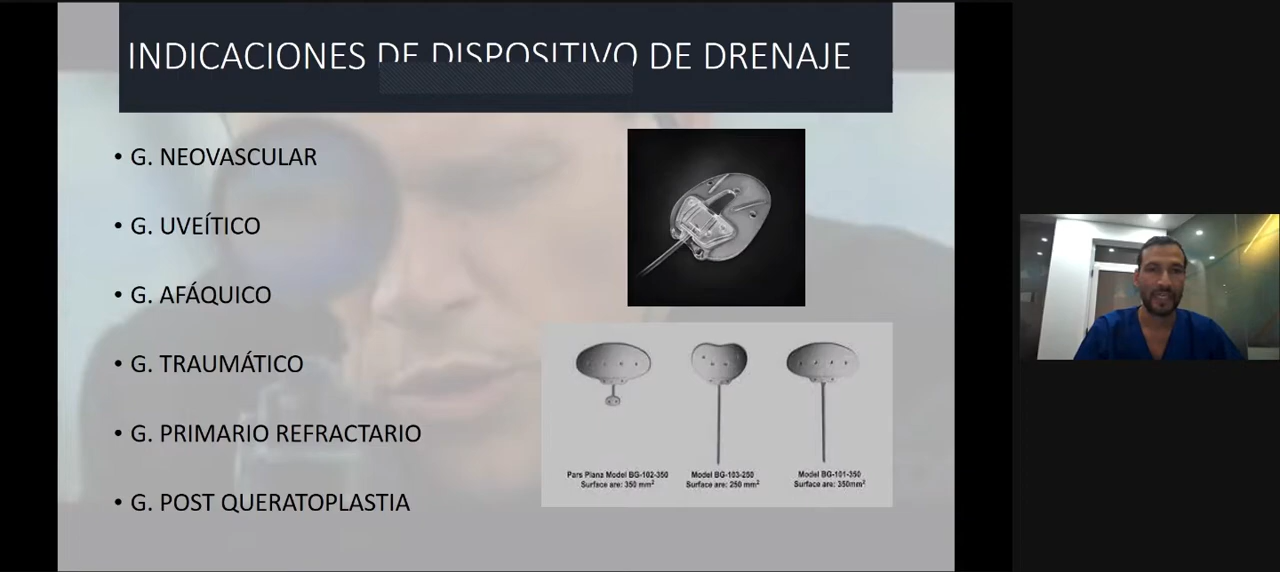 INDICACIONES DE DISPOSITIVO DE DRENAJE
• G. NEOVASCULAR
• G. UVEÍTICO
• G. AFÁQUICO
• G. TRAUMÁTICO
• G. PRIMARIO REFRACTARIO
• G. POST QUERATOPLASTIA
Pars Plana Model BG-102-350
Surface are: 350 mm²
Model BG-103-250
Surface are: 250 mm²
Model BG-101-350
Surface are: 350mm²